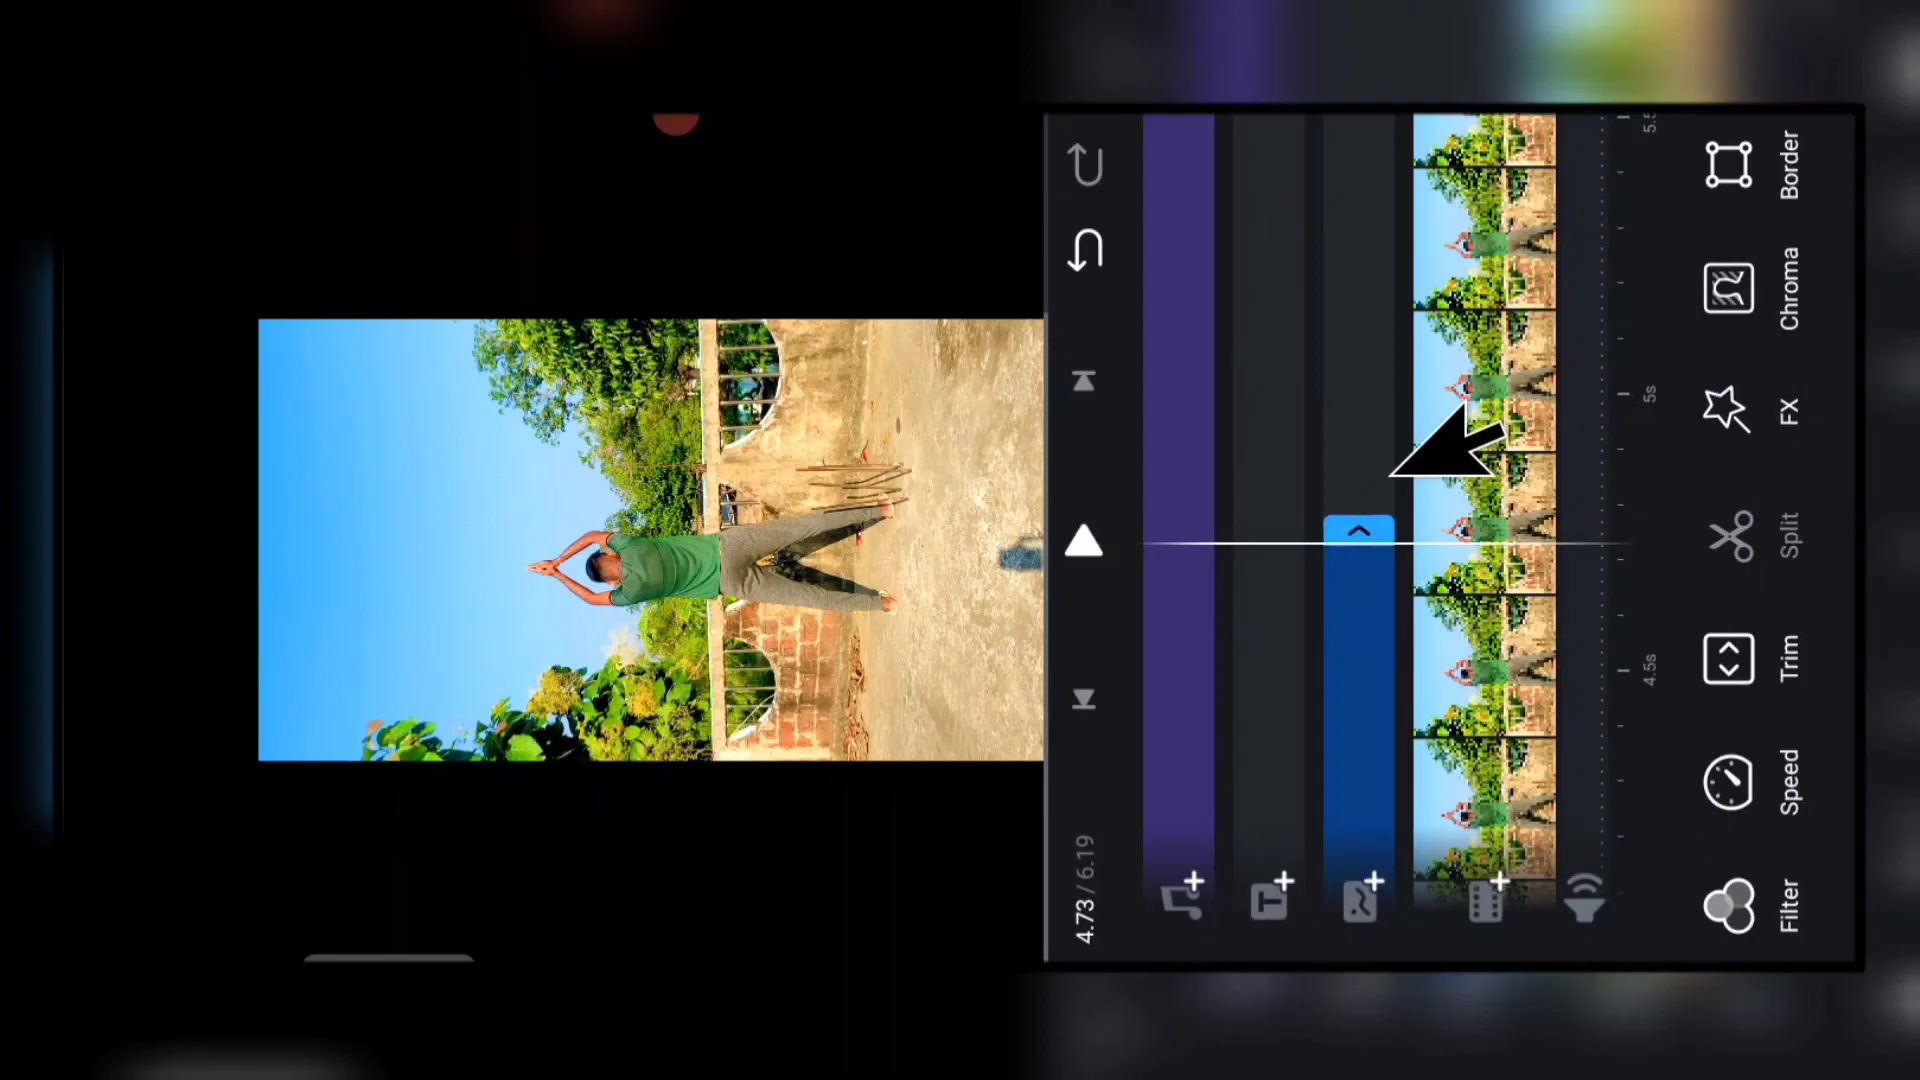 4.73 / 6.19
T
4.5s
5s
Filter
Speed
Trim
Split
FX
Chroma
Border